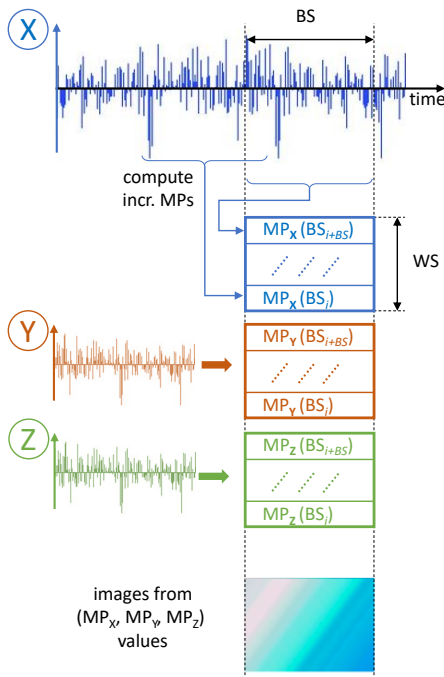 X
BS
time
compute
incr. MPs
MPX (BSi+BS)
WS
MPX (BSi)
Y
MPY (BSi+BS)
MPY (BSi)
Z
MPZ (BSi+BS)
MPZ (BSi)
images from
(MPX, MPY, MPZ)
values